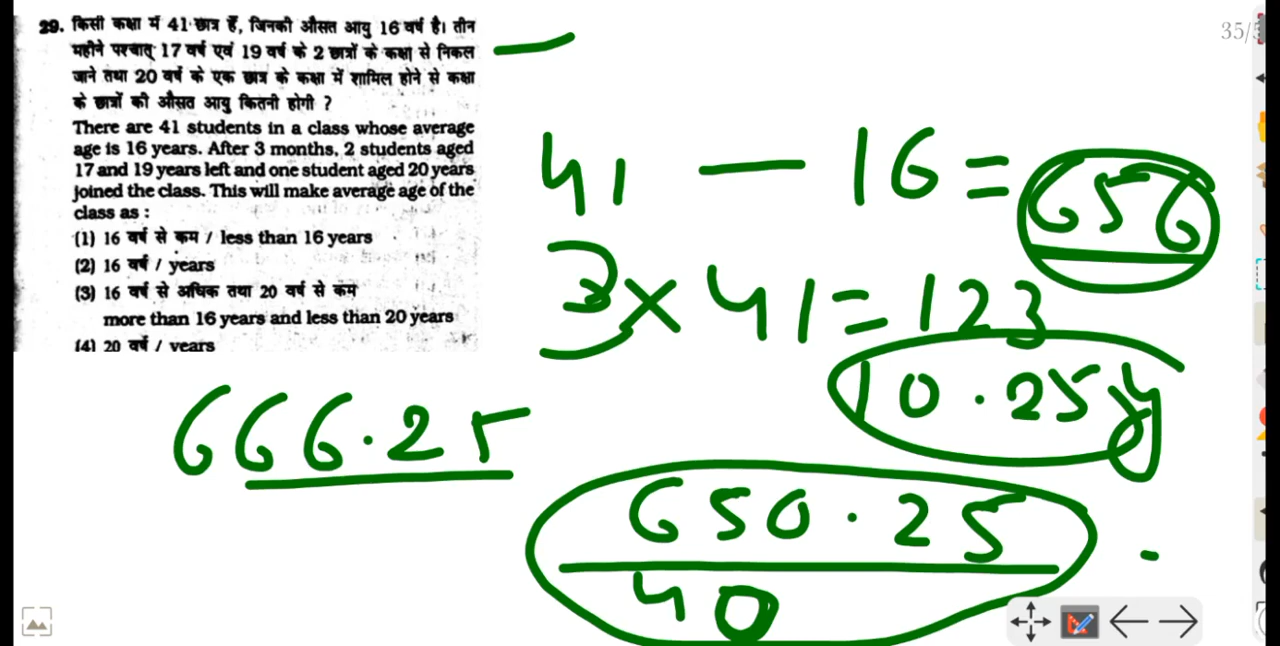 29. किसी कक्षा में 41 छात्र हैं, जिनकी औसत आयु 16 वर्ष है। तीन
महीने पश्चात् 17 वर्ष एवं 19 वर्ष के 2 छात्रों के कक्षा से निकल
जाने तथा 20 वर्ष के एक छात्र के कक्षा में शामिल होने से कक्षा
के छात्रों की औसत आयु कितनी होगी ?
There are 41 students in a class whose average
age is 16 years. After 3 months, 2 students aged
17 and 19 years left and one student aged 20 years
joined the class. This will make average age of the
class as :
(1) 16 वर्ष से कम / less than 16 years
(2) 16 वर्ष / years
(3) 16 वर्ष से अधिक तथा 20 वर्ष से कम
more than 16 years and less than 20 years
(4) 20 वर्ष / years
35/
41 — 16 = 656
3 × 41 = 123
10.25 y
666.25
650.25
40